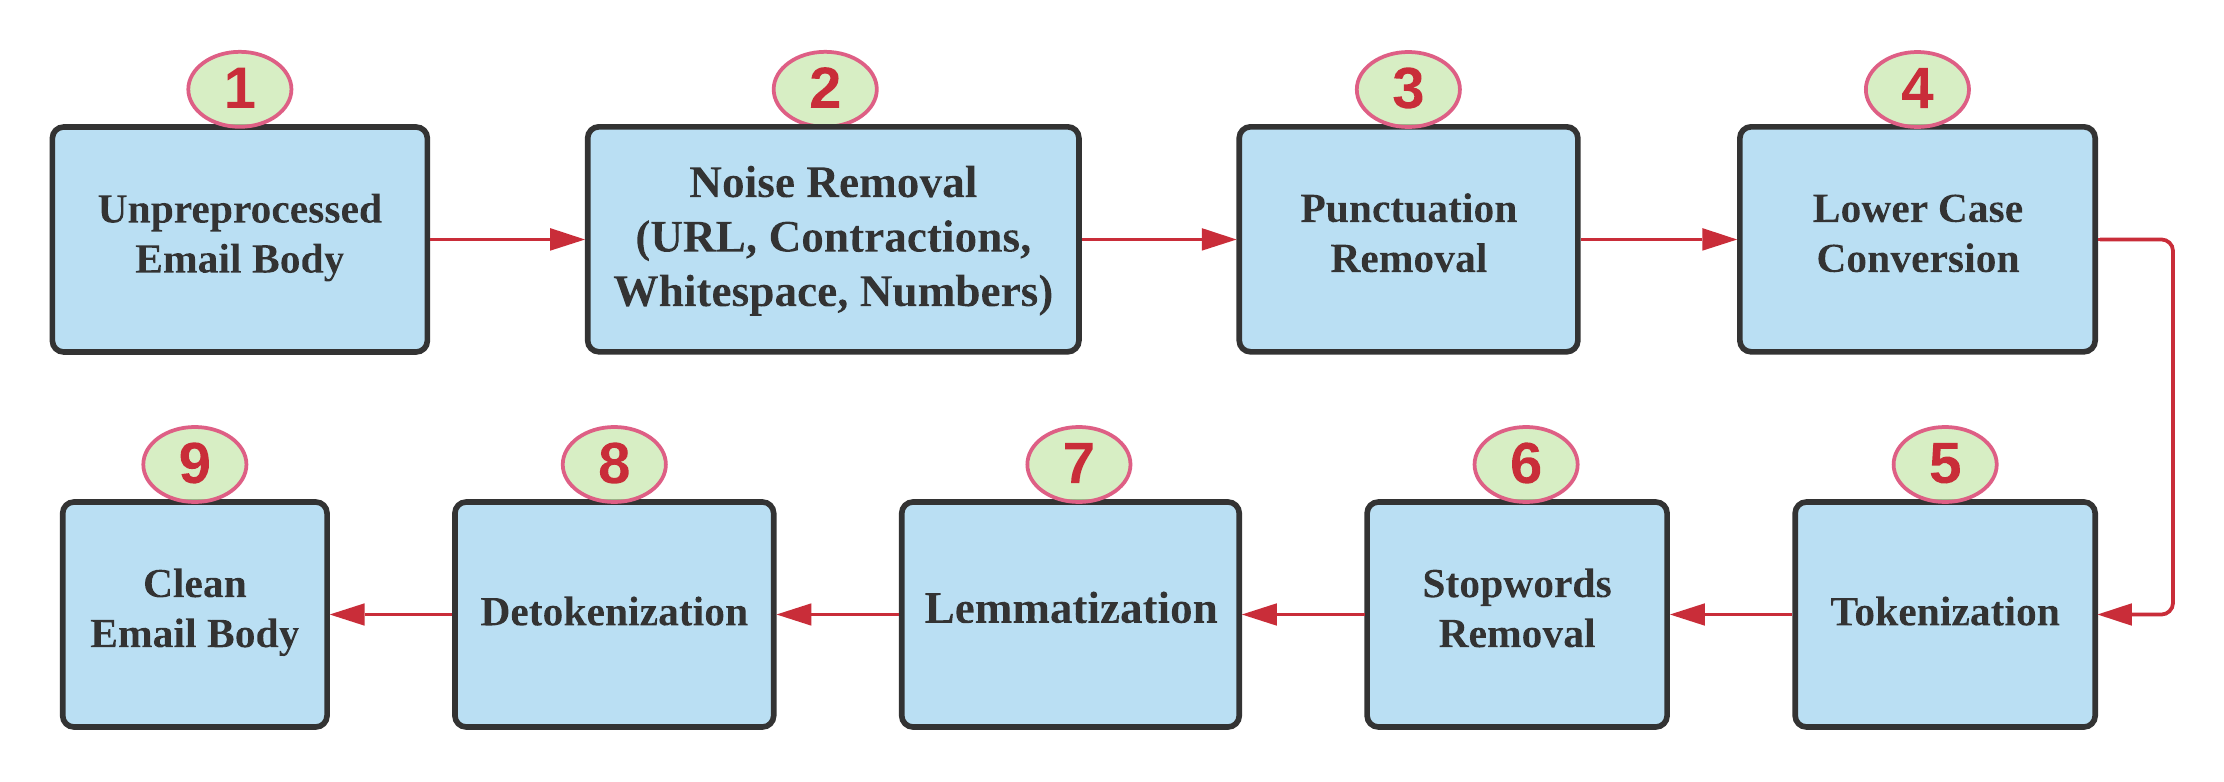 1
Unpreprocessed
Email Body
2
Noise Removal
(URL, Contractions,
Whitespace, Numbers)
3
Punctuation
Removal
4
Lower Case
Conversion
5
Tokenization
6
Stopwords
Removal
7
Lemmatization
8
Detokenization
9
Clean
Email Body